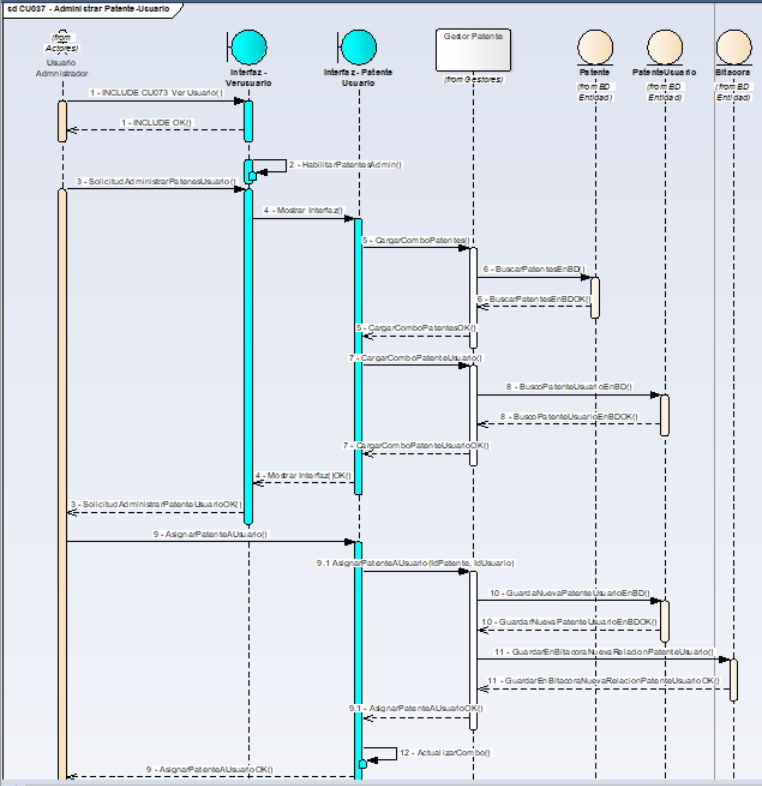 sd CU037 - Administrar Patente-Usuario
(from
Actores)
Usuario
Administrador
Interfaz -
Verusuario
Interfaz - Patente
Usuario
Gestor Patente
(from Gestores)
Patente
(from BD
Entidad)
PatenteUsuario
(from BD
Entidad)
Bitacora
(from BD
Entidad)
1 - INCLUDE CU073 Ver Usuario()
1 - INCLUDE OK()
2 - HabilitarPatentesAdmin()
3 - SolicitudAdministrarPatenesUsuario()
4 - Mostrar Interfaz()
5 - CargarComboPatentes()
6 - BuscarPatentesEnBD()
6 - BuscarPatentesEnBDOK()
5 - CargarComboPatentesOK()
7 - CargarComboPatenteUsuario()
8 - BuscoPatenteUsuarioEnBD()
8 - BuscoPatenteUsuarioEnBDOK()
7 - CargarComboPatenteUsuarioOK()
4 - Mostrar Interfaz()OK()
3 - SolicitudAdministrarPatenteUsuarioOK()
9 - AsignarPatenteAUsuario()
9.1 AsignarPatenteAUsuario(IdPatente, IdUsuario)
10 - GuardaNuevaPatenteUsuarioEnBD()
10 - GuardarNuevaPatenteUsuarioEnBDOK()
11 - GuardarEnBitacoraNuevaRelacionPatenteUsuario()
11 - GuardarEnBitacoraNuevaRelacionPatenteUsuarioOK()
9.1 - AsignarPatenteAUsuarioOK()
12 - ActualizarCombo()
9 - AsignarPatenteAUsuarioOK()